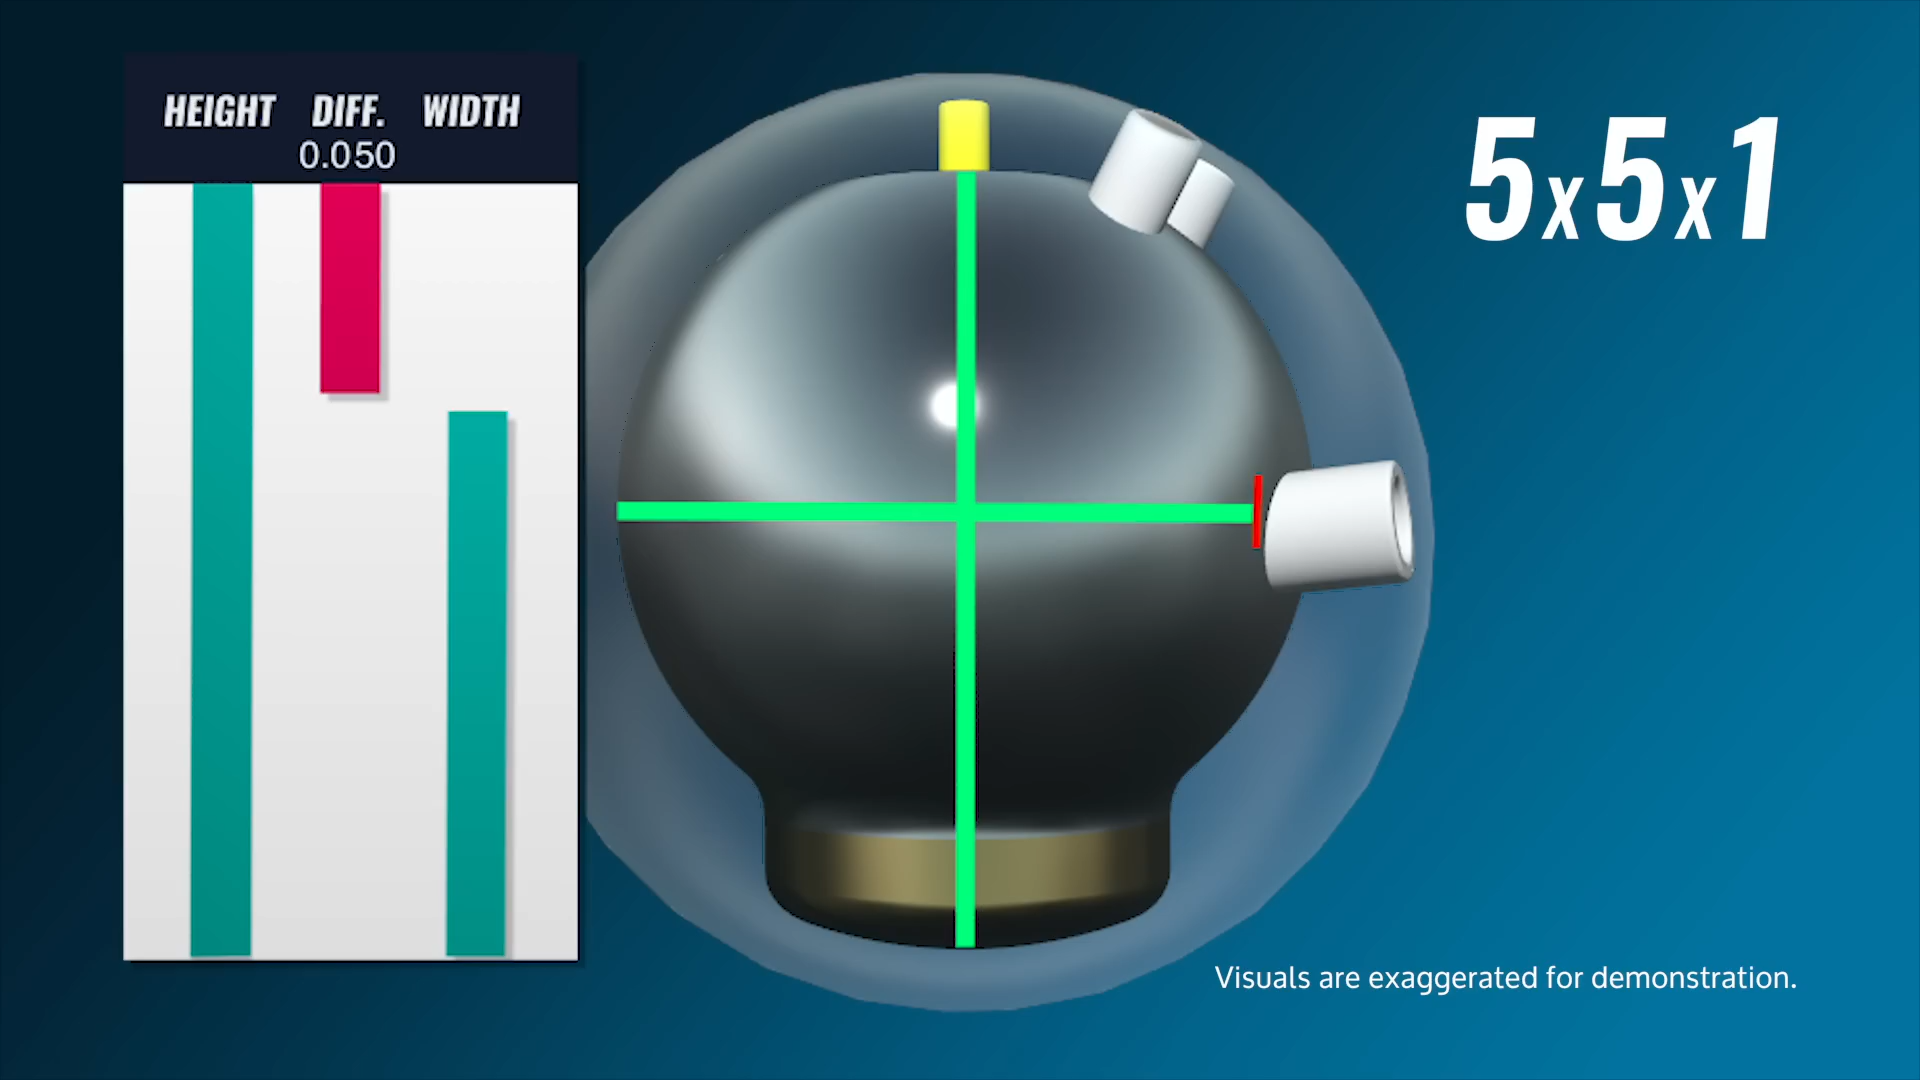 HEIGHT DIFF. WIDTH
0.050
5x5x1
Visuals are exaggerated for demonstration.